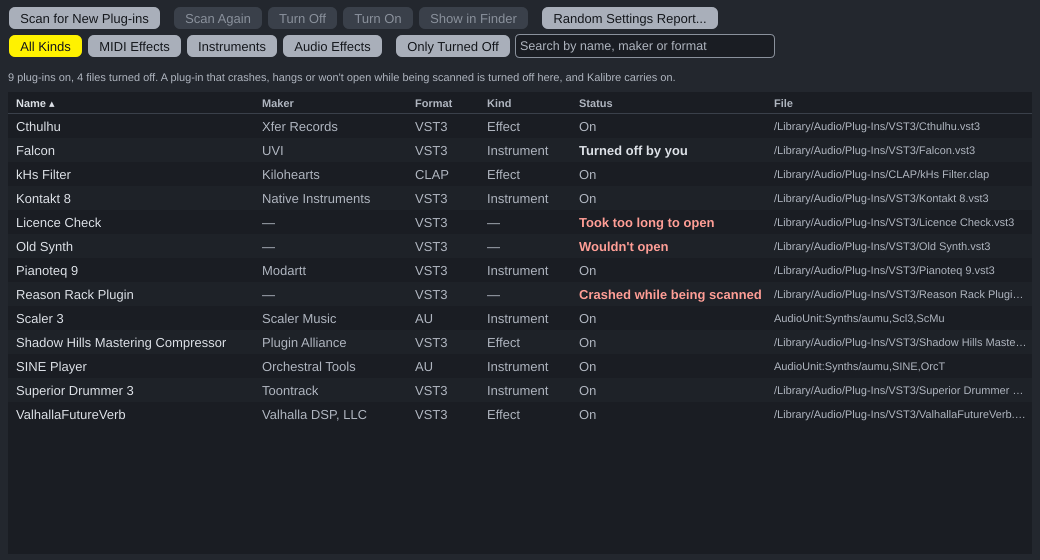 Scan for New Plug-ins Scan Again Turn Off Turn On Show in Finder Random Settings Report...
All Kinds MIDI Effects Instruments Audio Effects Only Turned Off Search by name, maker or format
9 plug-ins on, 4 files turned off. A plug-in that crashes, hangs or won't open while being scanned is turned off here, and Kalibre carries on.
Name ▴ Maker Format Kind Status File
Cthulhu Xfer Records VST3 Effect On /Library/Audio/Plug-Ins/VST3/Cthulhu.vst3
Falcon UVI VST3 Instrument Turned off by you /Library/Audio/Plug-Ins/VST3/Falcon.vst3
kHs Filter Kilohearts CLAP Effect On /Library/Audio/Plug-Ins/CLAP/kHs Filter.clap
Kontakt 8 Native Instruments VST3 Instrument On /Library/Audio/Plug-Ins/VST3/Kontakt 8.vst3
Licence Check — VST3 — Took too long to open /Library/Audio/Plug-Ins/VST3/Licence Check.vst3
Old Synth — VST3 — Wouldn't open /Library/Audio/Plug-Ins/VST3/Old Synth.vst3
Pianoteq 9 Modartt VST3 Instrument On /Library/Audio/Plug-Ins/VST3/Pianoteq 9.vst3
Reason Rack Plugin — VST3 — Crashed while being scanned /Library/Audio/Plug-Ins/VST3/Reason Rack Plugi...
Scaler 3 Scaler Music AU Instrument On AudioUnit:Synths/aumu,Scl3,ScMu
Shadow Hills Mastering Compressor Plugin Alliance VST3 Effect On /Library/Audio/Plug-Ins/VST3/Shadow Hills Maste...
SINE Player Orchestral Tools AU Instrument On AudioUnit:Synths/aumu,SINE,OrcT
Superior Drummer 3 Toontrack VST3 Instrument On /Library/Audio/Plug-Ins/VST3/Superior Drummer ...
ValhallaFutureVerb Valhalla DSP, LLC VST3 Effect On /Library/Audio/Plug-Ins/VST3/ValhallaFutureVerb....